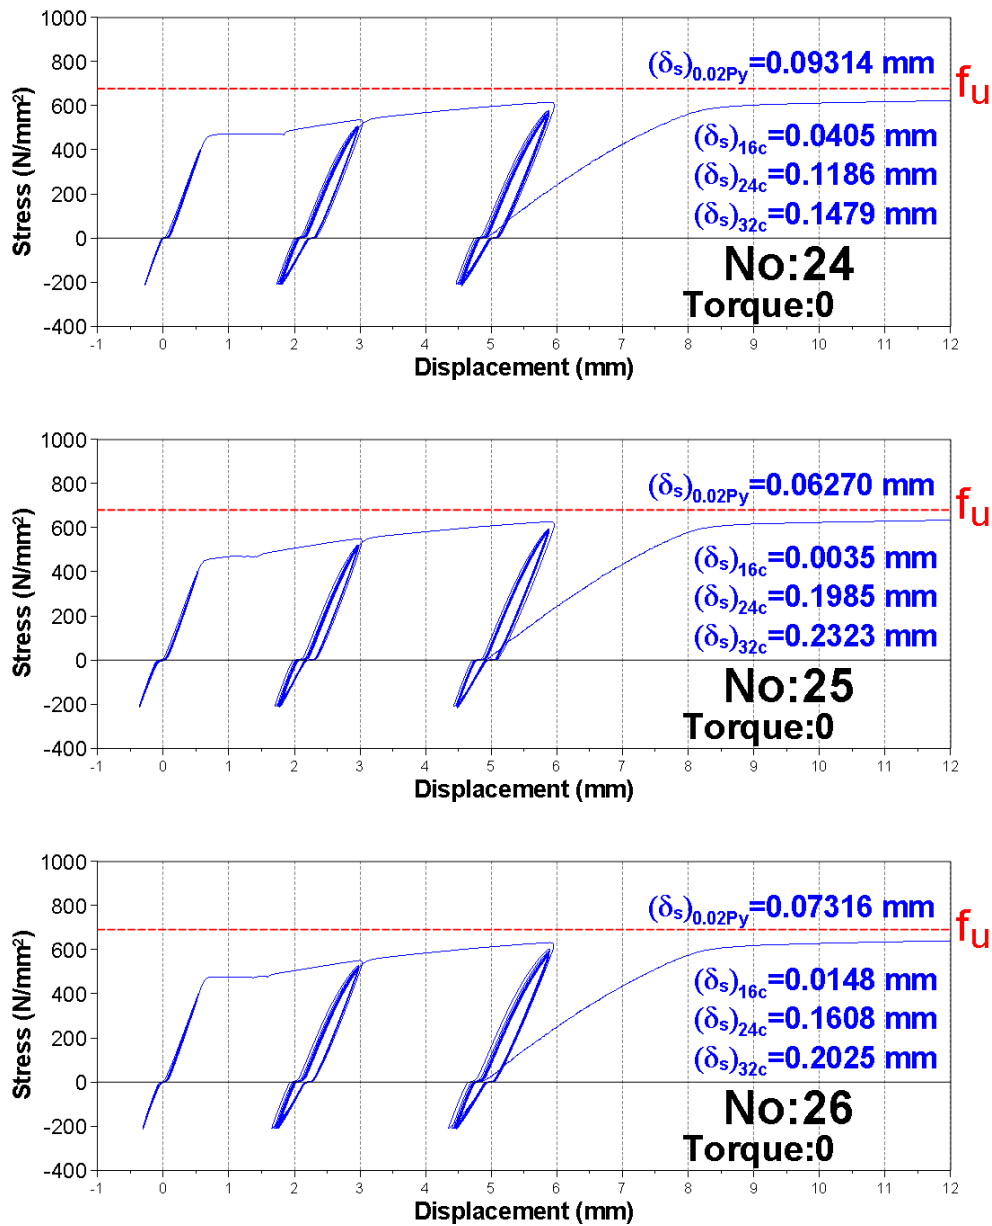 1000
800
600
400
200
0
-200
-400
Stress (N/mm²)
(δs)0.02Py=0.09314 mm
fu
(δs)16c=0.0405 mm
(δs)24c=0.1186 mm
(δs)32c=0.1479 mm
No:24
Torque:0
-1 0 1 2 3 4 5 6 7 8 9 10 11 12
Displacement (mm)
1000
800
600
400
200
0
-200
-400
Stress (N/mm²)
(δs)0.02Py=0.06270 mm
fu
(δs)16c=0.0035 mm
(δs)24c=0.1985 mm
(δs)32c=0.2323 mm
No:25
Torque:0
-1 0 1 2 3 4 5 6 7 8 9 10 11 12
Displacement (mm)
1000
800
600
400
200
0
-200
-400
Stress (N/mm²)
(δs)0.02Py=0.07316 mm
fu
(δs)16c=0.0148 mm
(δs)24c=0.1608 mm
(δs)32c=0.2025 mm
No:26
Torque:0
-1 0 1 2 3 4 5 6 7 8 9 10 11 12
Displacement (mm)